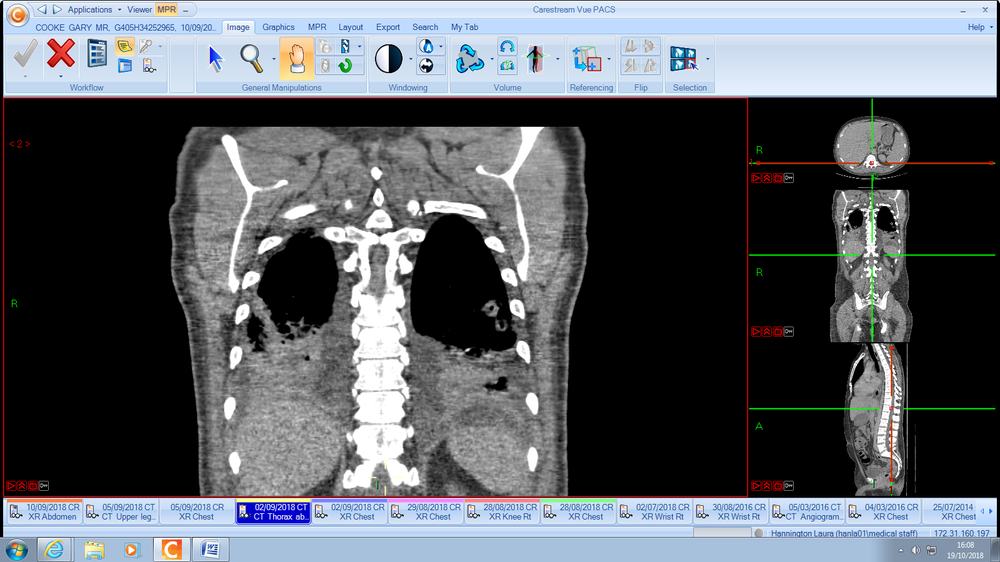 Applications Viewer MPR Carestream Vue PACS
COOKE GARY MR, G405H34252965, 10/09/20... Image Graphics MPR Layout Export Search My Tab Help
Workflow General Manipulations Windowing Volume Referencing Flip Selection
< 2 >
R
R
1
P
R
R
A
10/09/2018 CR
XR Abdomen
05/09/2018 CT
CT Upper leg...
05/09/2018 CR
XR Chest
02/09/2018 CT
CT Thorax ab...
02/09/2018 CR
XR Chest
29/08/2018 CR
XR Chest
28/08/2018 CR
XR Knee Rt
28/08/2018 CR
XR Chest
02/07/2018 CR
XR Wrist Rt
30/08/2016 CR
XR Wrist Rt
05/03/2016 CT
CT Angiogram...
04/03/2016 CR
XR Chest
25/07/2014
XR Chest
Hannington Laura (hanla01\medical staff) 172.31.160.197
16:08
19/10/2018